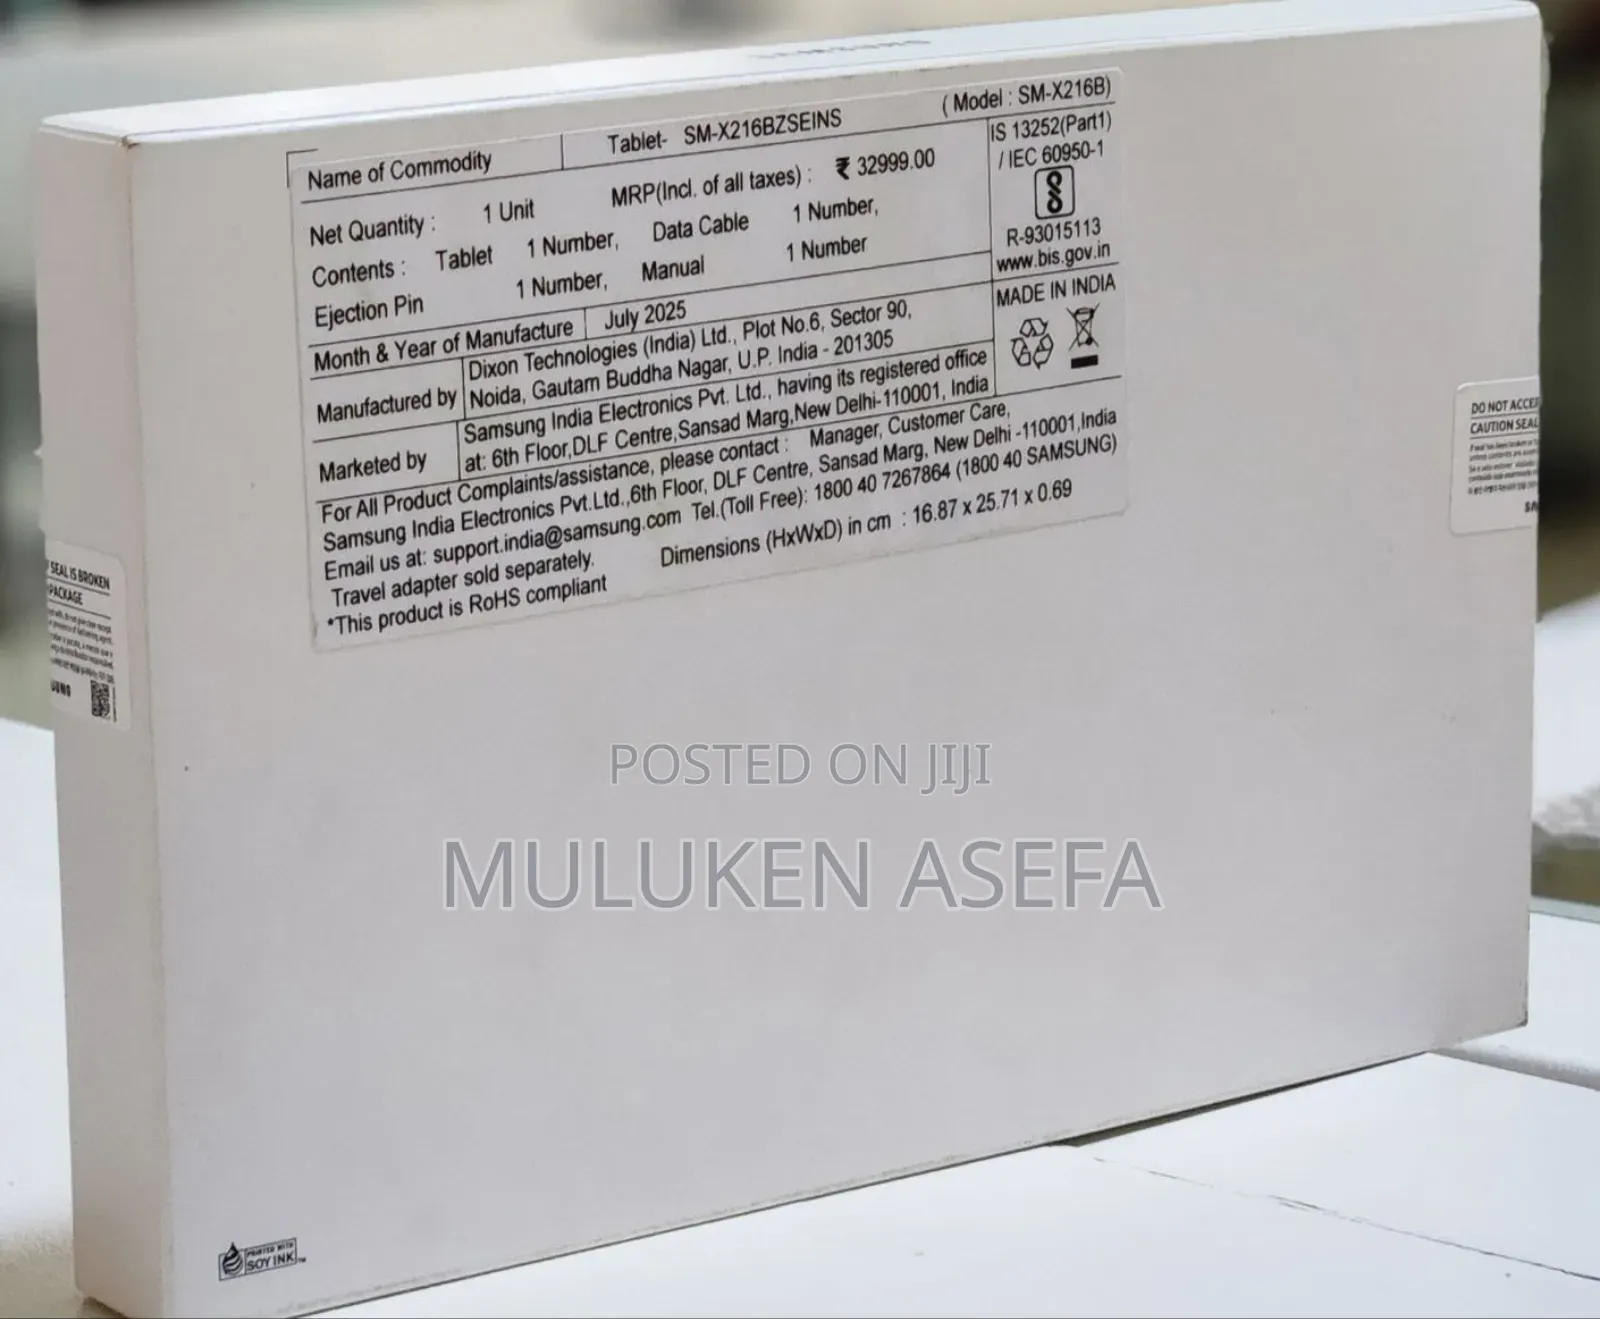 Name of Commodity Tablet- SM-X216BZSEINS ( Model : SM-X216B)
Net Quantity : 1 Unit MRP(Incl. of all taxes) : ₹ 32999.00
Contents : Tablet 1 Number, Data Cable 1 Number,
Ejection Pin 1 Number, Manual 1 Number
IS 13252(Part1)
/ IEC 60950-1
R-93015113
www.bis.gov.in
MADE IN INDIA
Month & Year of Manufacture July 2025
Manufactured by Dixon Technologies (India) Ltd., Plot No.6, Sector 90,
Noida, Gautam Buddha Nagar, U.P. India - 201305
Marketed by Samsung India Electronics Pvt. Ltd., having its registered office
at: 6th Floor,DLF Centre,Sansad Marg,New Delhi-110001, India
For All Product Complaints/assistance, please contact : Manager, Customer Care,
Samsung India Electronics Pvt.Ltd.,6th Floor, DLF Centre, Sansad Marg, New Delhi -110001,India
Email us at: support.india@samsung.com Tel.(Toll Free): 1800 40 7267864 (1800 40 SAMSUNG)
Travel adapter sold separately. Dimensions (HxWxD) in cm : 16.87 x 25.71 x 0.69
*This product is RoHS compliant
DO NOT ACCEP
CAUTION SEAL
SEAL IS BROKEN
PACKAGE
POSTED ON JIJI
MULUKEN ASEFA
PRINTED WITH
SOY INK™